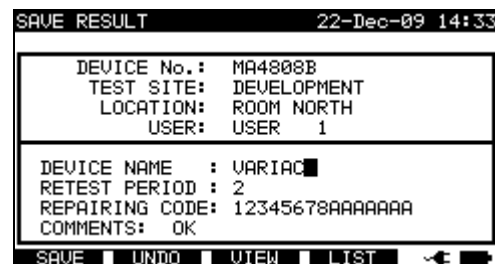 SAVE RESULT 22-Dec-09 14:33
DEVICE No.: MA4808B
TEST SITE: DEVELOPMENT
LOCATION: ROOM NORTH
USER: USER 1
DEVICE NAME : VARIAC
RETEST PERIOD : 2
REPAIRING CODE: 12345678AAAAAAA
COMMENTS: OK
SAVE UNDO VIEW LIST